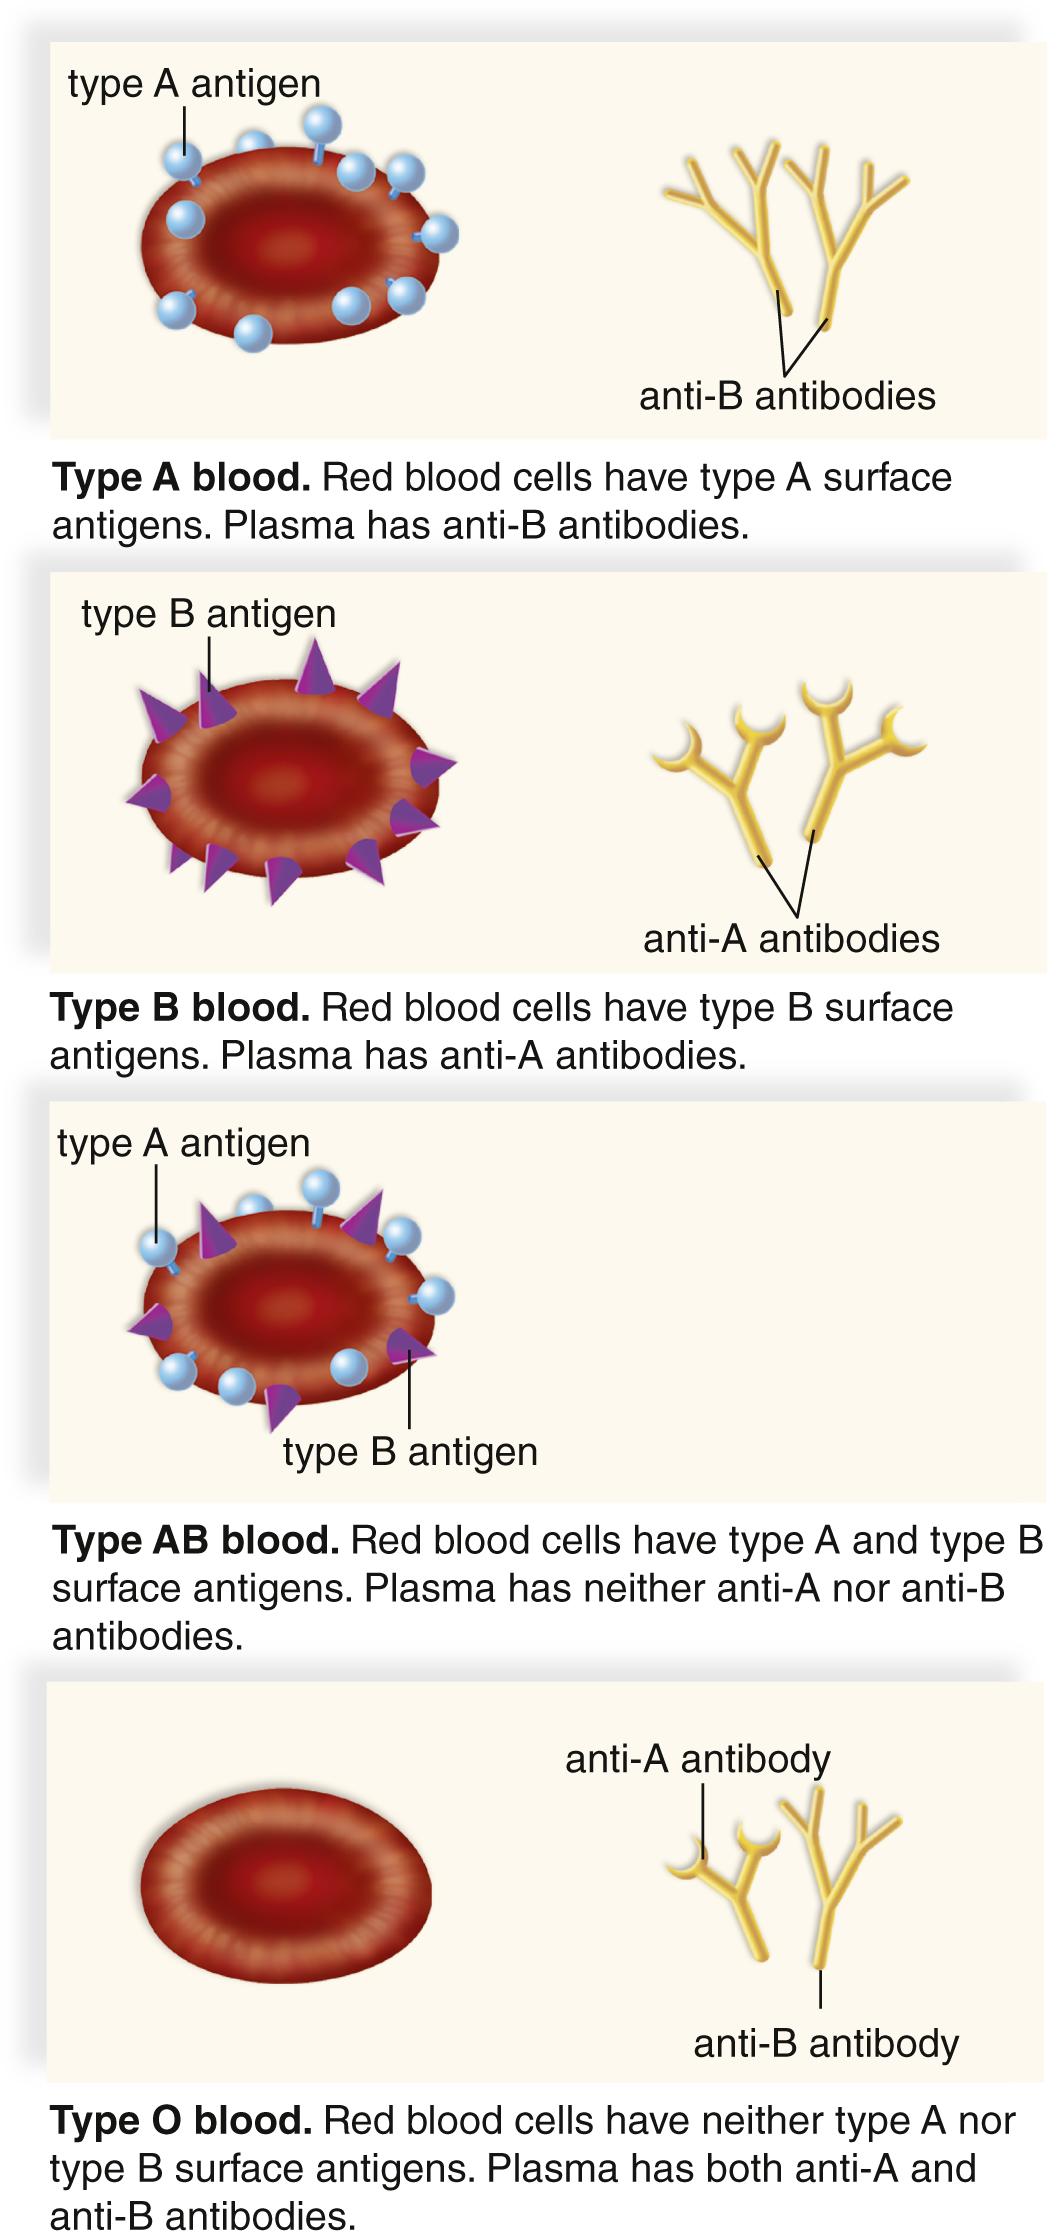 type A antigen
anti-B antibodies
Type A blood. Red blood cells have type A surface
antigens. Plasma has anti-B antibodies.
type B antigen
anti-A antibodies
Type B blood. Red blood cells have type B surface
antigens. Plasma has anti-A antibodies.
type A antigen
type B antigen
Type AB blood. Red blood cells have type A and type B
surface antigens. Plasma has neither anti-A nor anti-B
antibodies.
anti-A antibody
anti-B antibody
Type O blood. Red blood cells have neither type A nor
type B surface antigens. Plasma has both anti-A and
anti-B antibodies.